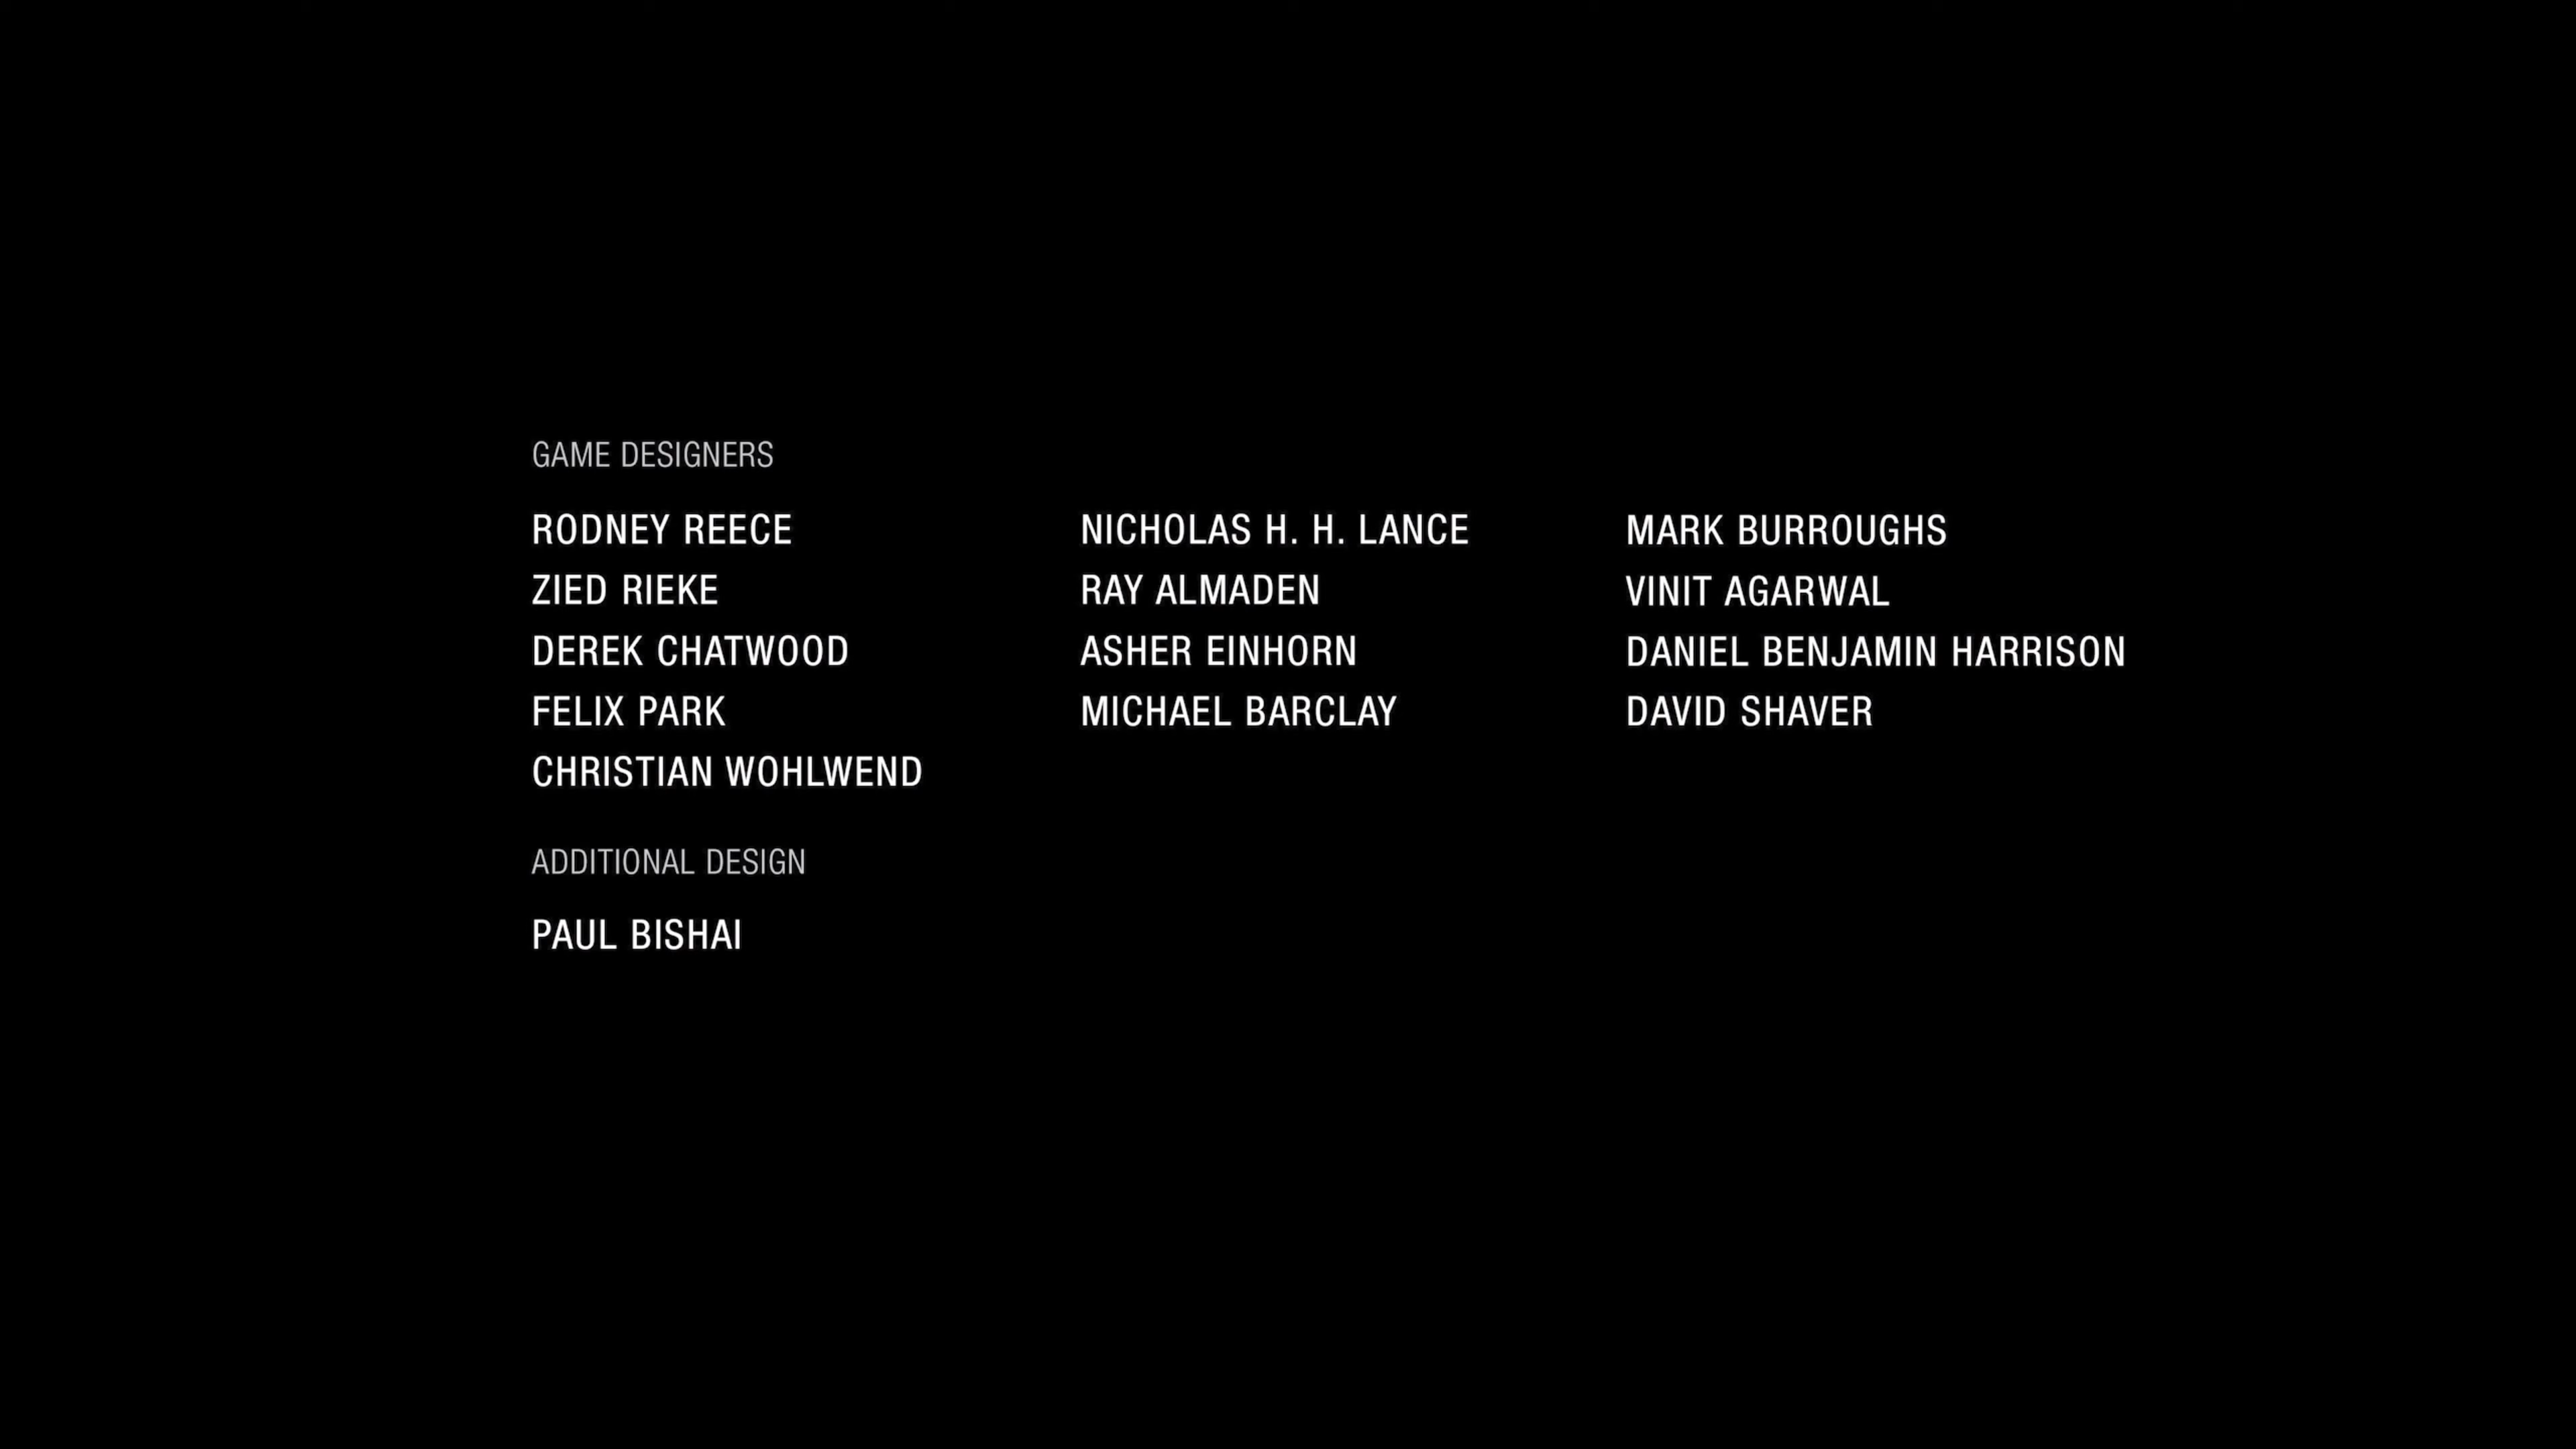 GAME DESIGNERS
RODNEY REECE
ZIED RIEKE
DEREK CHATWOOD
FELIX PARK
CHRISTIAN WOHLWEND
NICHOLAS H. H. LANCE
RAY ALMADEN
ASHER EINHORN
MICHAEL BARCLAY
MARK BURROUGHS
VINIT AGARWAL
DANIEL BENJAMIN HARRISON
DAVID SHAVER
ADDITIONAL DESIGN
PAUL BISHAI